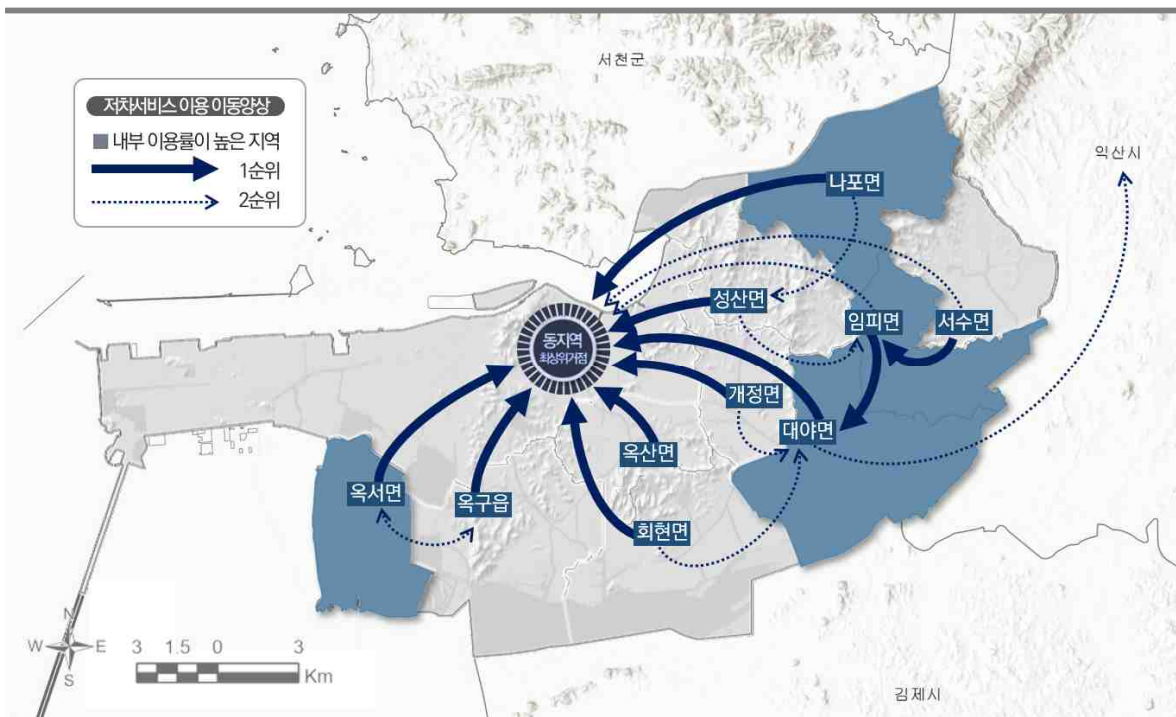 저차서비스 이용 이동양상
내부 이용률이 높은 지역
1순위
2순위
서천군
익산시
나포면
성산면
임피면
서수면
동지역
최상위거점
개정면
대야면
옥산면
옥서면
옥구읍
회현면
N
W E
S
3 1.5 0 3
Km
김제시